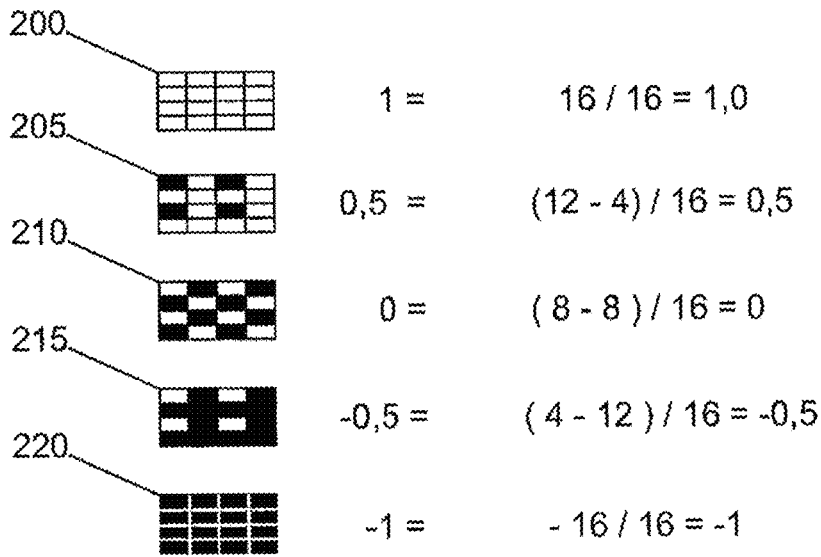 200
1 = 16 / 16 = 1,0
205
0,5 = (12 - 4) / 16 = 0,5
210
0 = ( 8 - 8 ) / 16 = 0
215
-0,5 = ( 4 - 12 ) / 16 = -0,5
220
-1 = - 16 / 16 = -1